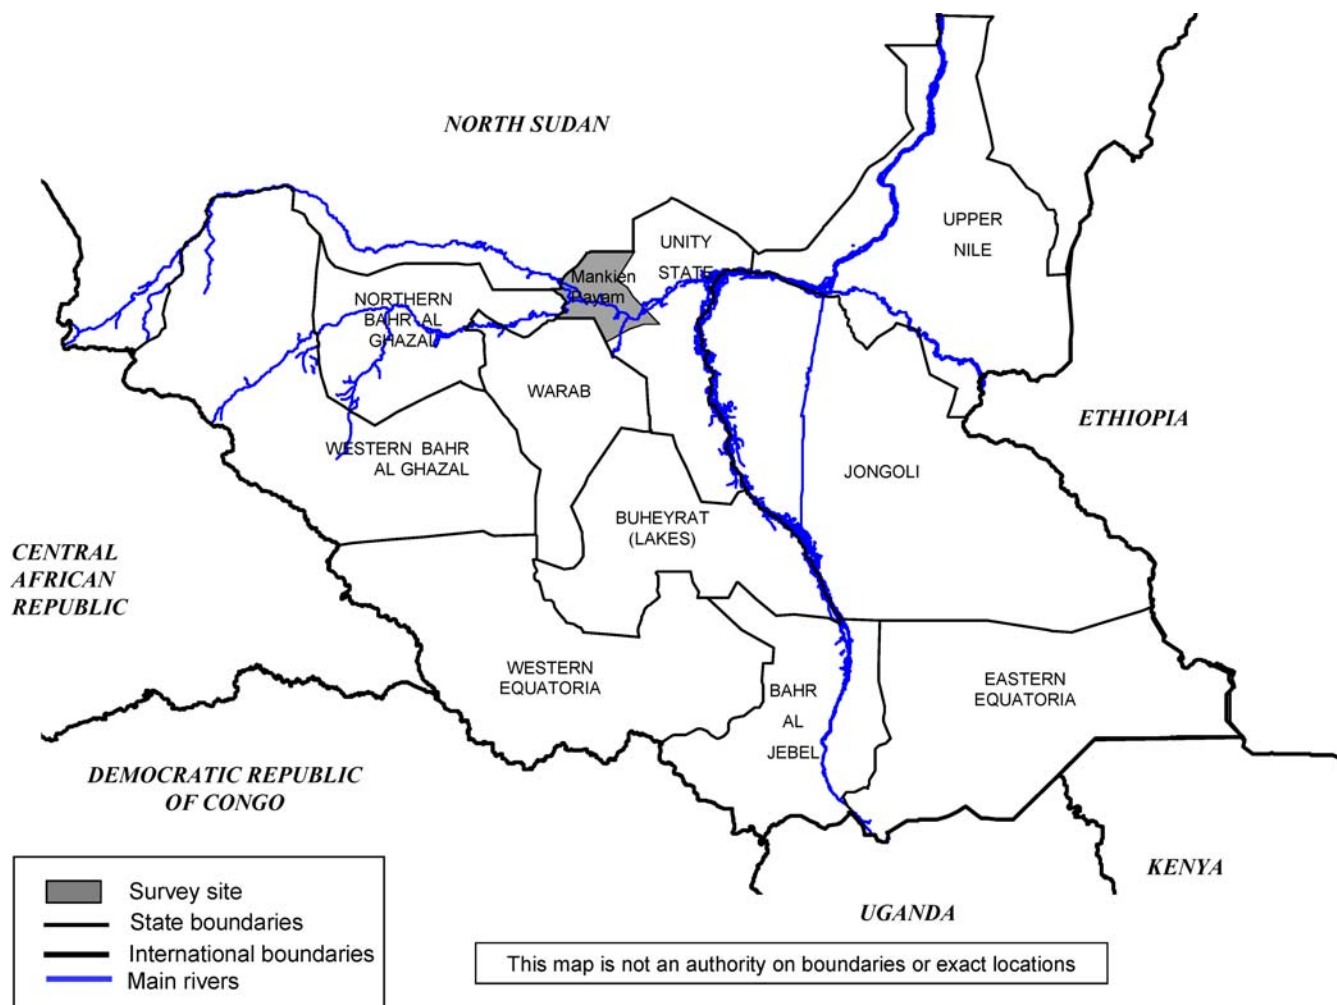 NORTH SUDAN
UPPER
NILE
UNITY
STATE
Mankien
Payam
NORTHERN
BAHR AL
GHAZAL
WARAB
ETHIOPIA
WESTERN BAHR
AL GHAZAL
JONGOLI
BUHEYRAT
(LAKES)
CENTRAL
AFRICAN
REPUBLIC
WESTERN
EQUATORIA
EASTERN
EQUATORIA
BAHR
AL
JEBEL
DEMOCRATIC REPUBLIC
OF CONGO
KENYA
UGANDA
Survey site
State boundaries
International boundaries
Main rivers
This map is not an authority on boundaries or exact locations